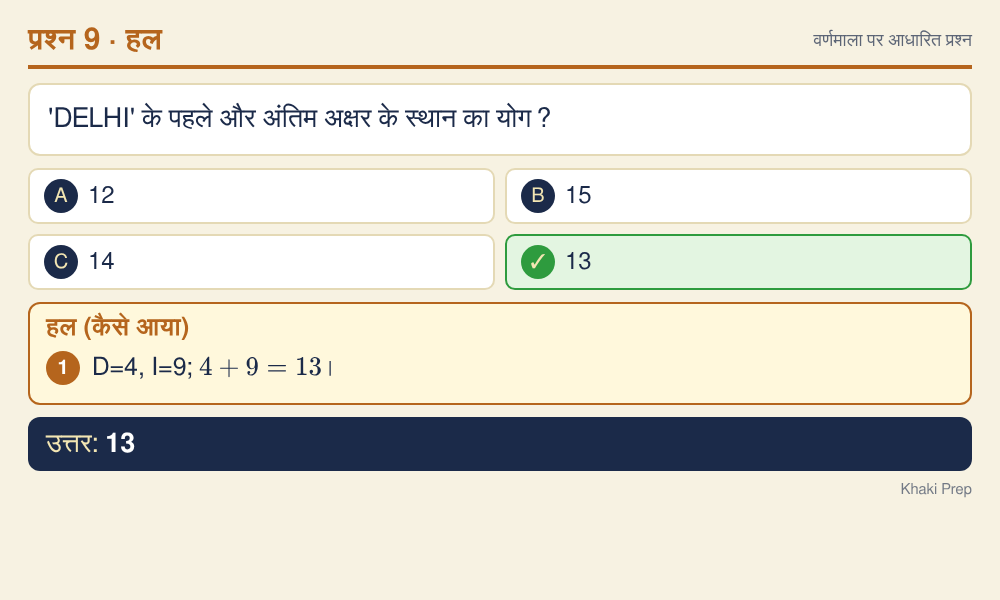 प्रश्न 9 · हल
वर्णमाला पर आधारित प्रश्न
'DELHI' के पहले और अंतिम अक्षर के स्थान का योग ?
A 12
B 15
C 14
✓ 13
हल (कैसे आया)
1 D=4, I=9; 4 + 9 = 13।
उत्तर: 13
Khaki Prep